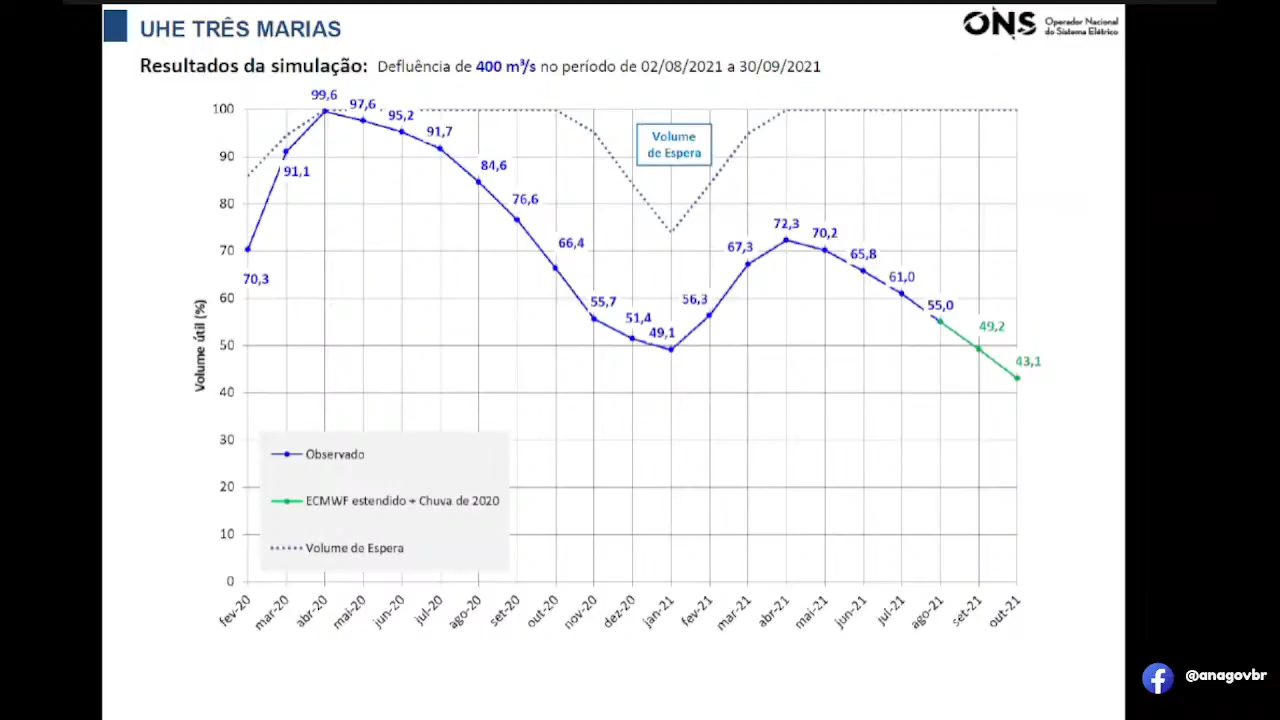 UHE TRÊS MARIAS
ONS Operador Nacional
do Sistema Elétrico
Resultados da simulação: Defluência de 400 m³/s no período de 02/08/2021 a 30/09/2021
Volume útil (%)
100
90
80
70
60
50
40
30
20
10
0
70,3
91,1
99,6
97,6
95,2
91,7
84,6
76,6
66,4
55,7
51,4
49,1
56,3
67,3
72,3
70,2
65,8
61,0
55,0
49,2
43,1
Volume
de Espera
Observado
ECMWF estendido + Chuva de 2020
Volume de Espera
fev-20
mar-20
abr-20
mai-20
jun-20
jul-20
ago-20
set-20
out-20
nov-20
dez-20
jan-21
fev-21
mar-21
abr-21
mai-21
jun-21
jul-21
ago-21
set-21
out-21
@anagovbr